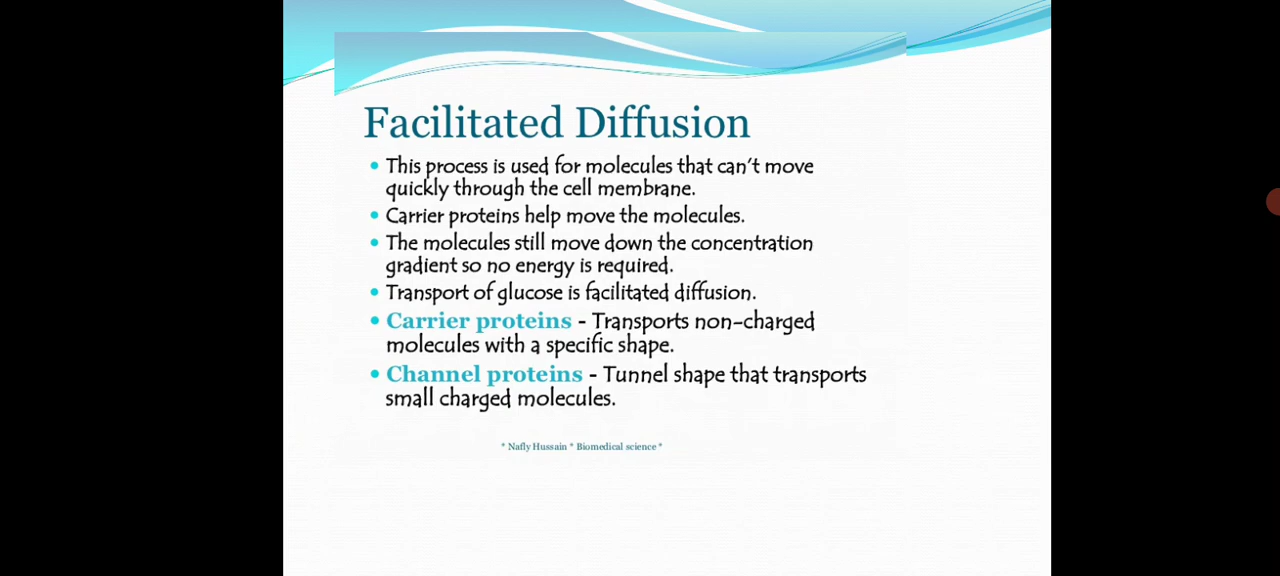 Facilitated Diffusion
• This process is used for molecules that can't move
quickly through the cell membrane.
• Carrier proteins help move the molecules.
• The molecules still move down the concentration
gradient so no energy is required.
• Transport of glucose is facilitated diffusion.
• Carrier proteins - Transports non-charged
molecules with a specific shape.
• Channel proteins - Tunnel shape that transports
small charged molecules.
* Nafly Hussain * Biomedical science *